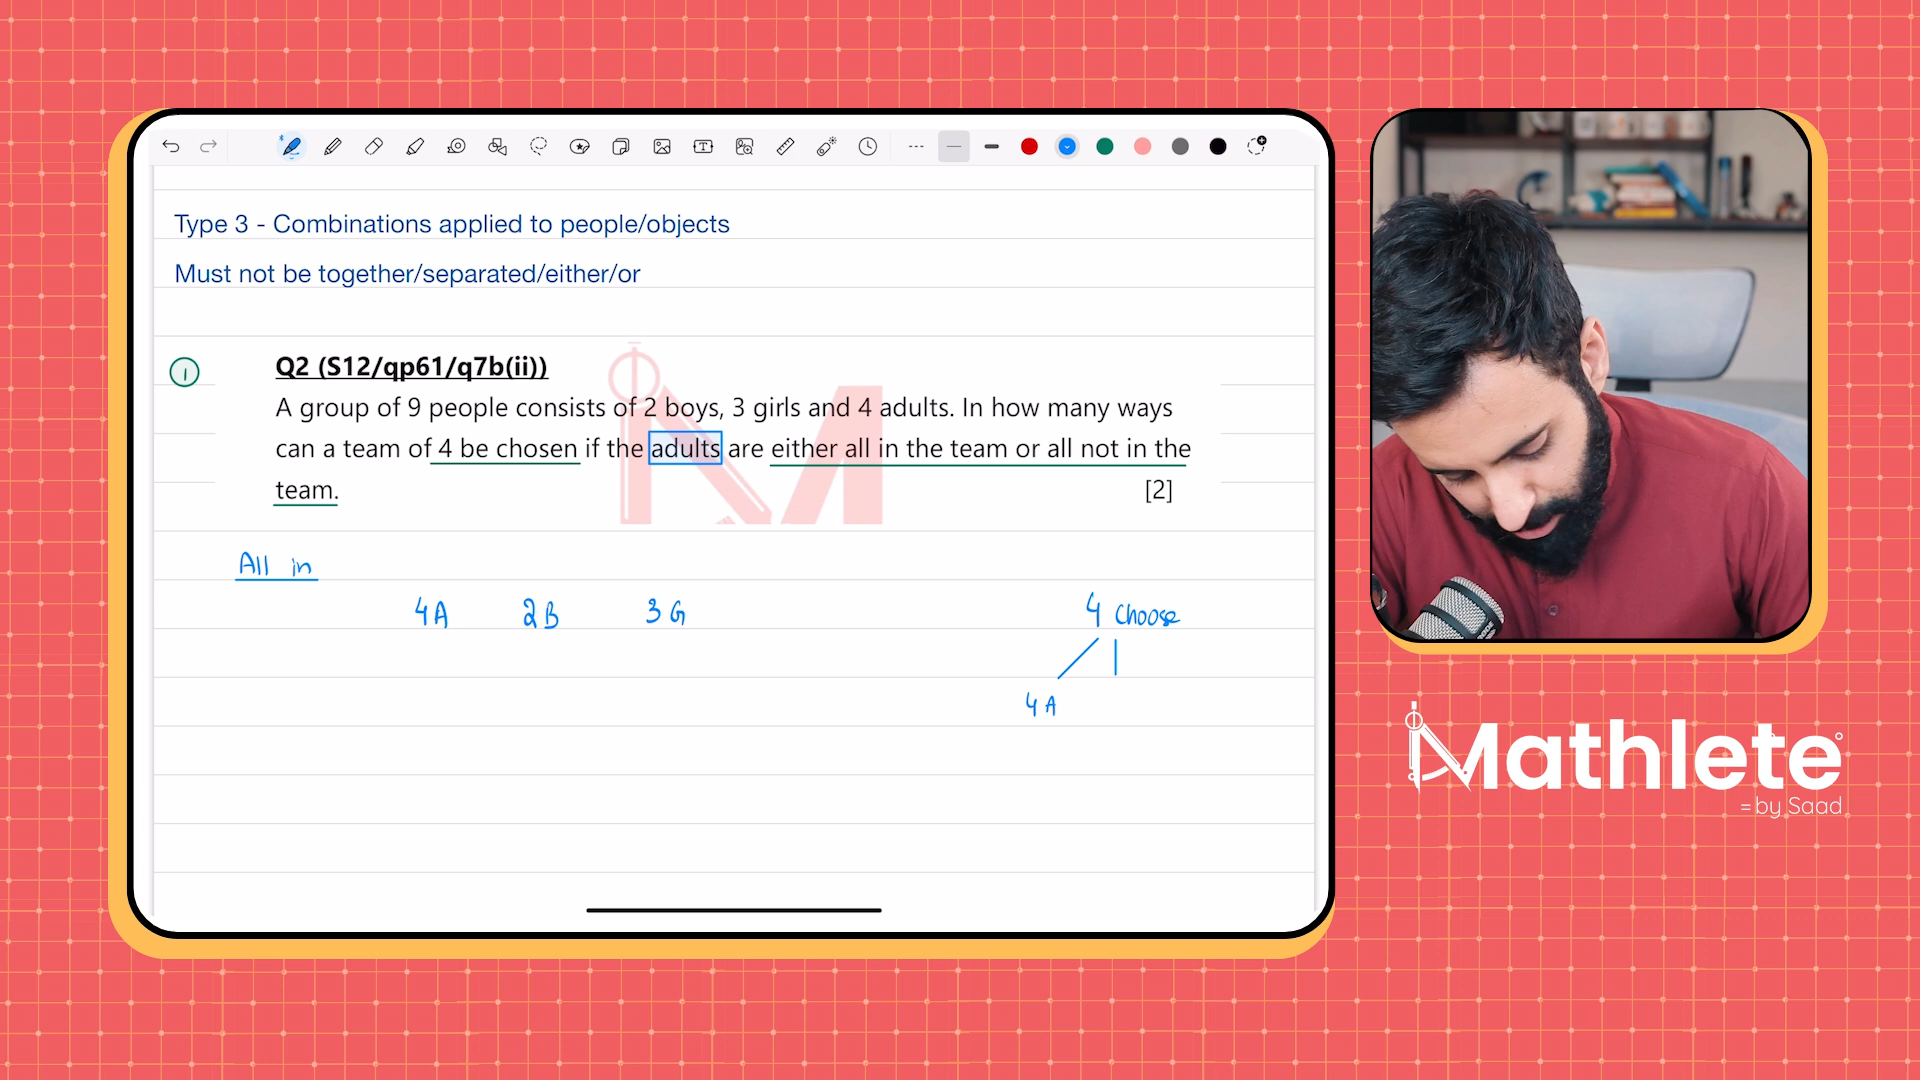 Type 3 - Combinations applied to people/objects
Must not be together/separated/either/or
1
Q2 (S12/qp61/q7b(ii))
A group of 9 people consists of 2 boys, 3 girls and 4 adults. In how many ways
can a team of 4 be chosen if the adults are either all in the team or all not in the
team. [2]
All in
4A 2B 3G
4 Choose
4A
Mathlete
= by Saad